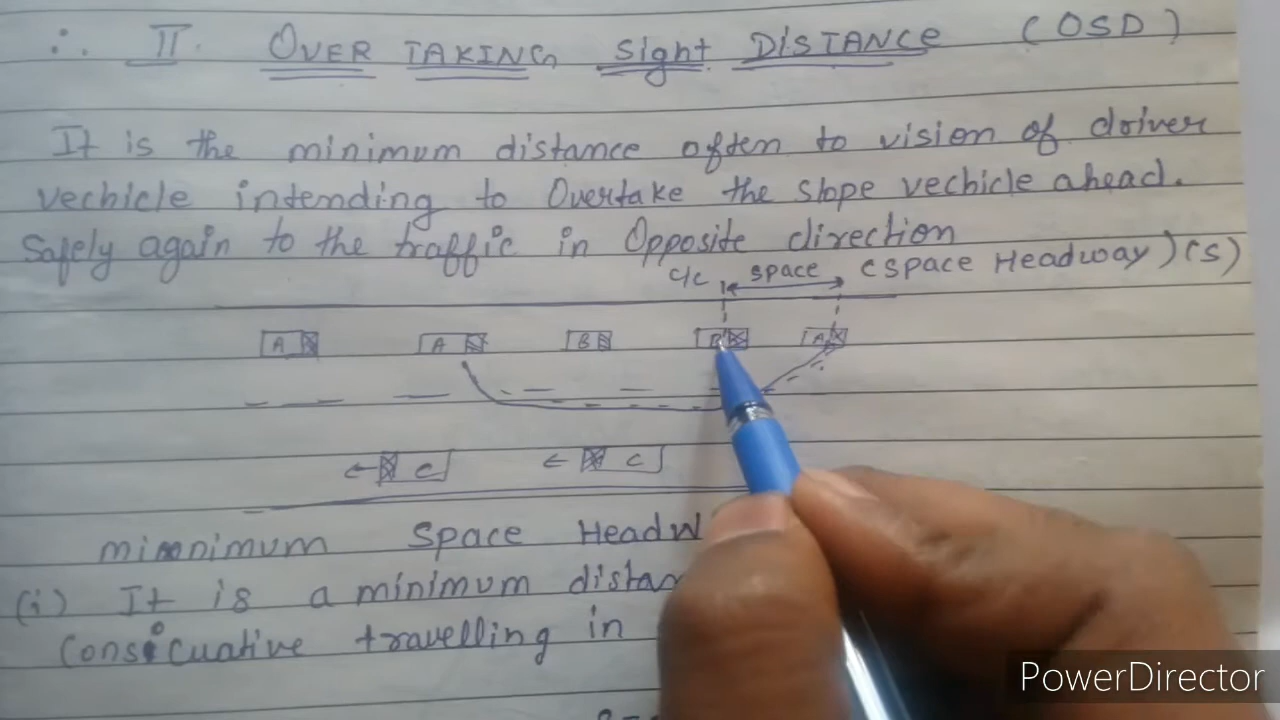 ∴ II. OVER TAKING Sight DISTANCE (OSD)
It is the minimum distance often to vision of driver
vechicle intending to Overtake the slope vechicle ahead.
Safely again to the traffic in Opposite direction
c/c space (Space Headway) (S)
A A B B A
← C ← C
mimnimum Space Headw
(i) It is a minimum distan
Consicuative travelling in
PowerDirector